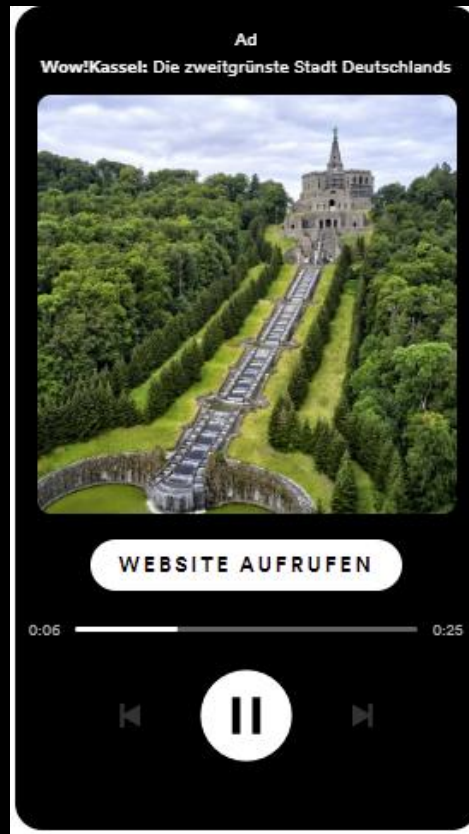 Ad
Wow!Kassel: Die zweitgrünste Stadt Deutschlands
WEBSITE AUFRUFEN
0:06
0:25